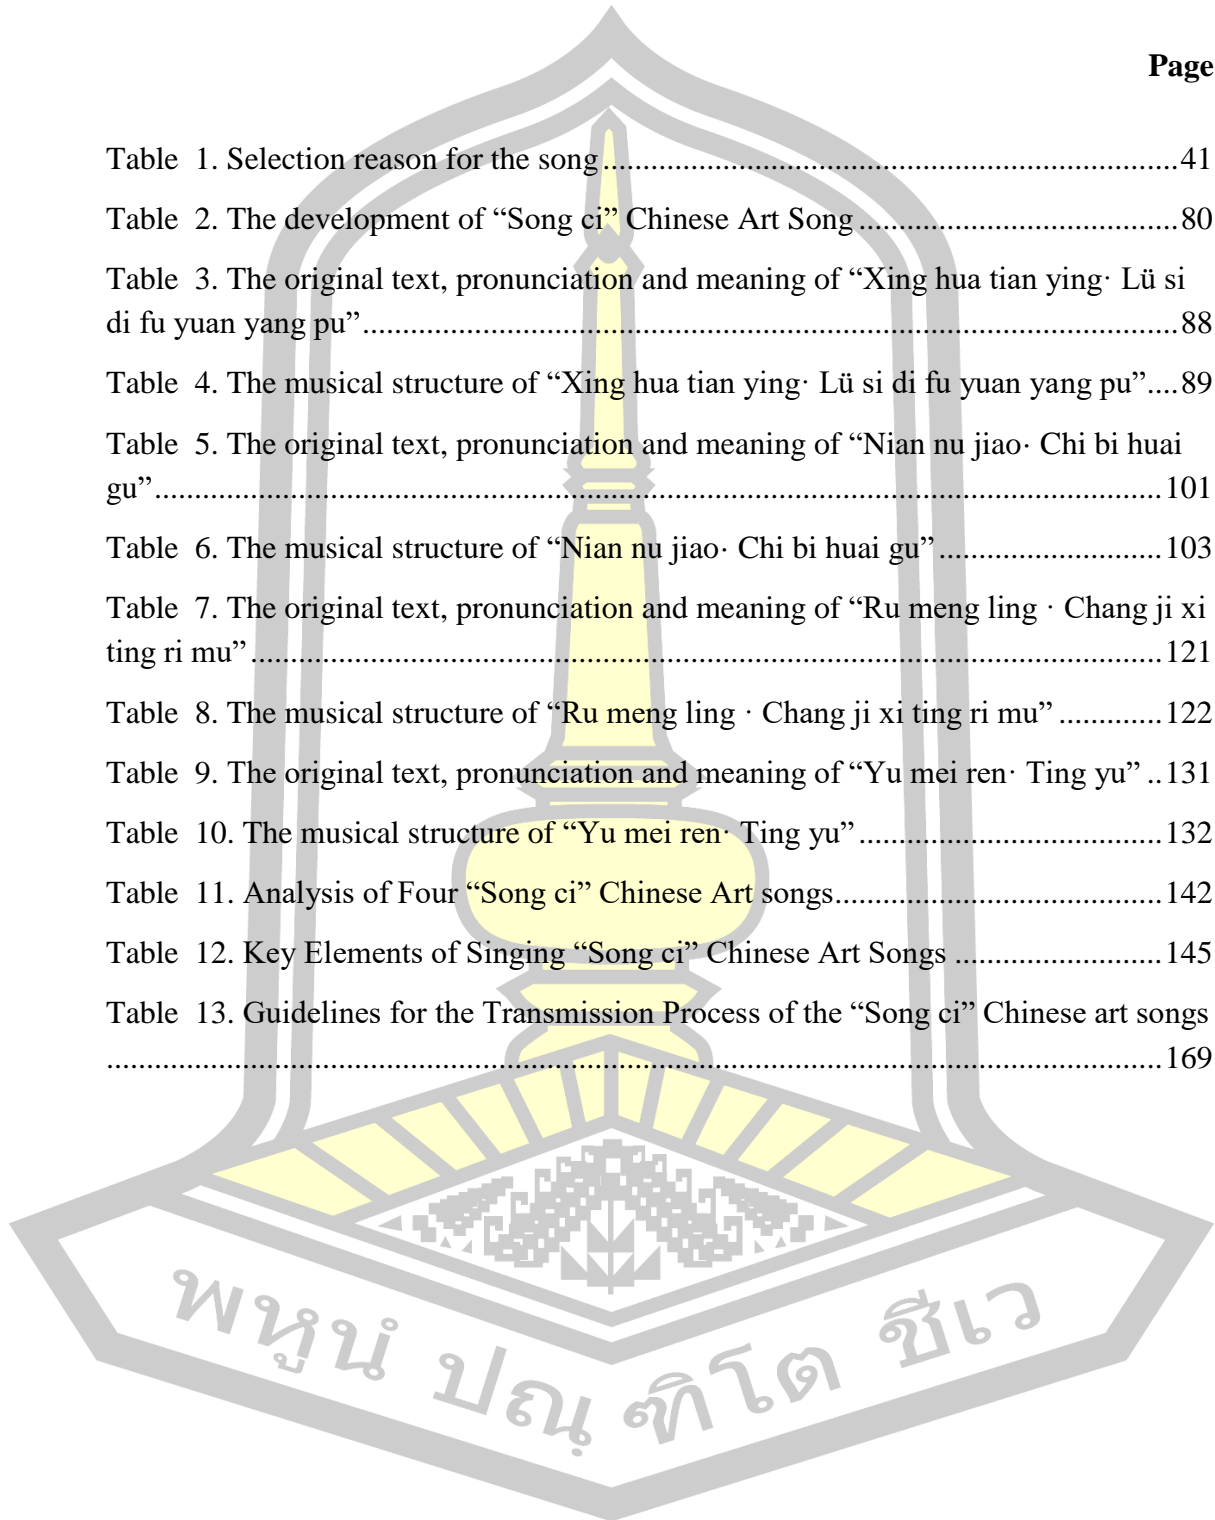 Page
Table 1. Selection reason for the song............................................................................41
Table 2. The development of “Song ci” Chinese Art Song ..........................................80
Table 3. The original text, pronunciation and meaning of “Xing hua tian ying· Lü si
di fu yuan yang pu”.........................................................................................................88
Table 4. The musical structure of “Xing hua tian ying· Lü si di fu yuan yang pu”....89
Table 5. The original text, pronunciation and meaning of “Nian nu jiao· Chi bi huai
gu”..................................................................................................................................101
Table 6. The musical structure of “Nian nu jiao· Chi bi huai gu”.............................103
Table 7. The original text, pronunciation and meaning of “Ru meng ling · Chang ji xi
ting ri mu”.....................................................................................................................121
Table 8. The musical structure of “Ru meng ling · Chang ji xi ting ri mu” .............122
Table 9. The original text, pronunciation and meaning of “Yu mei ren· Ting yu” ..131
Table 10. The musical structure of “Yu mei ren· Ting yu”.......................................132
Table 11. Analysis of Four “Song ci” Chinese Art songs..........................................142
Table 12. Key Elements of Singing “Song ci” Chinese Art Songs ..........................145
Table 13. Guidelines for the Transmission Process of the “Song ci” Chinese art songs
.......................................................................................................................................169
พหูนํ ปณฺฑิโต ชีเว